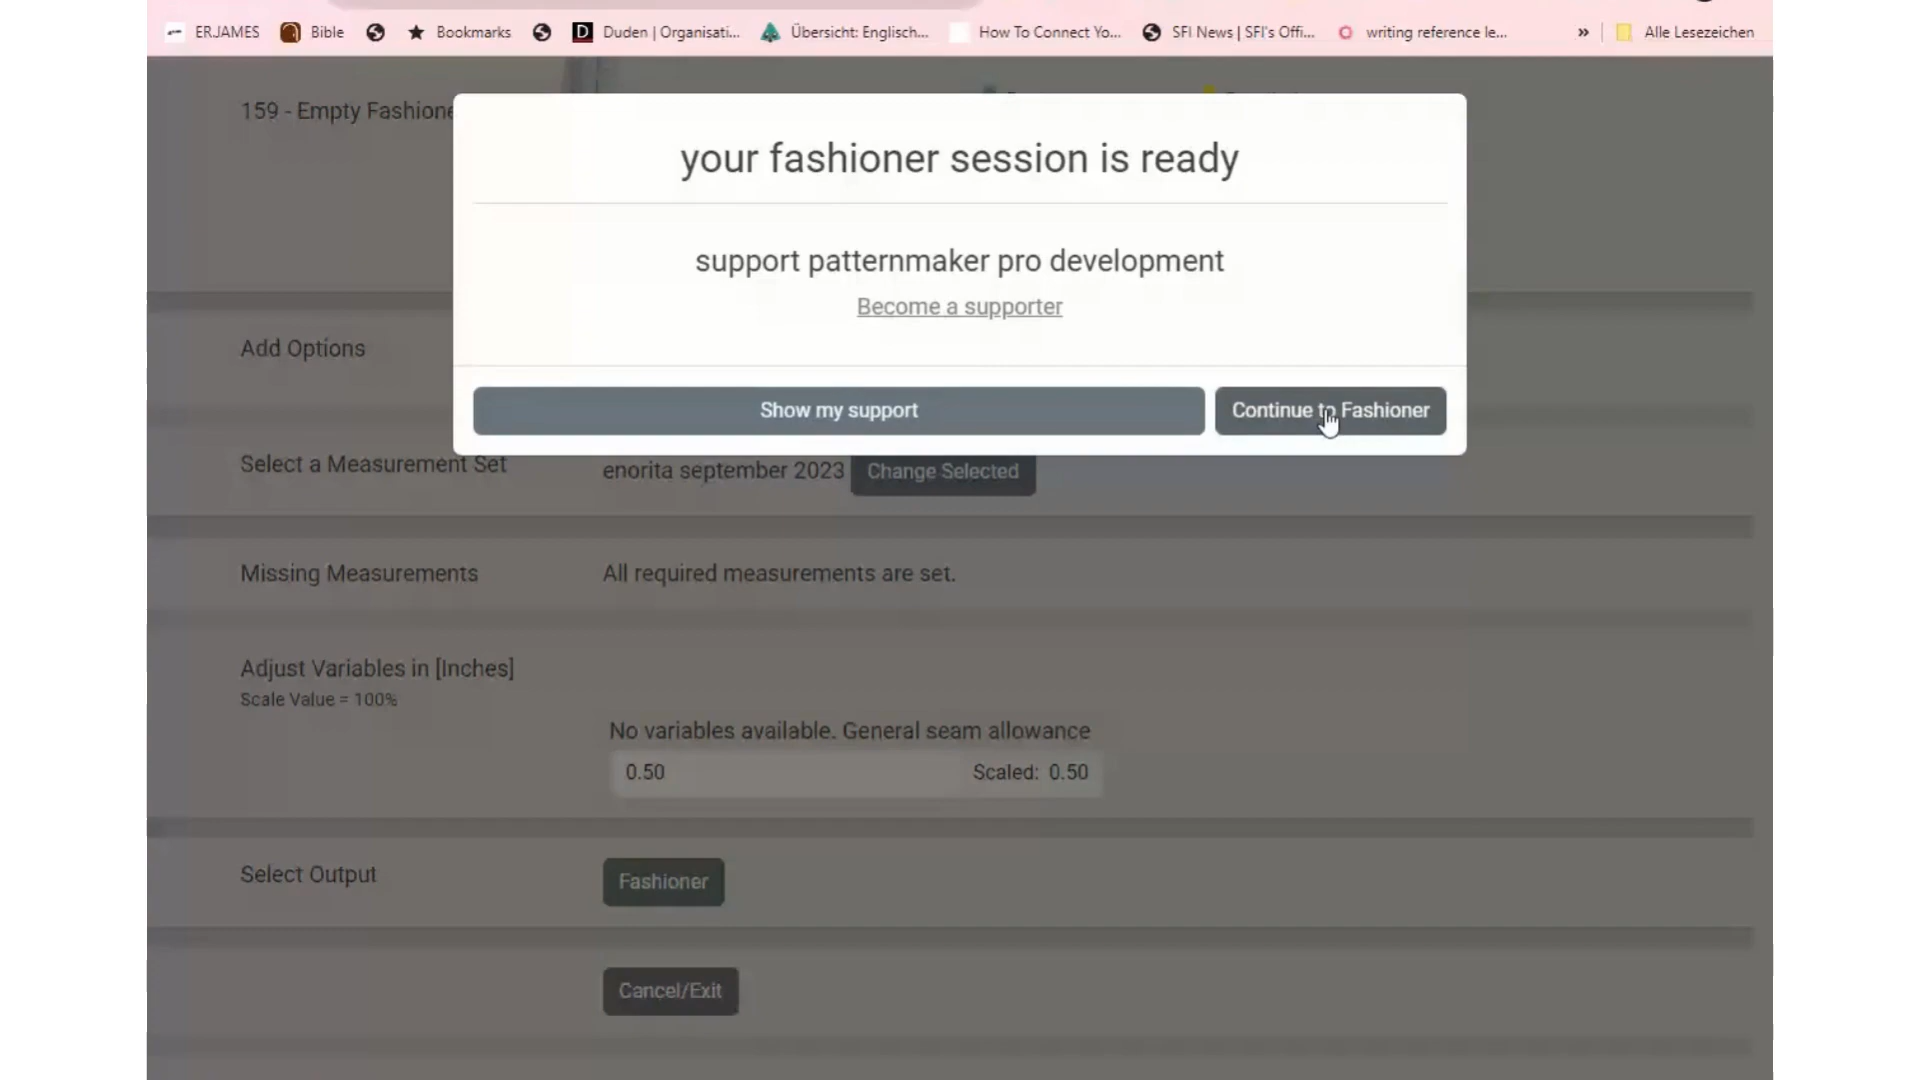 ERJAMES Bible Bookmarks Duden | Organisati... Übersicht: Englisch... How To Connect Yo... SFI News | SFI's Offi... writing reference le... » Alle Lesezeichen
159 - Empty Fashione
your fashioner session is ready
support patternmaker pro development
Become a supporter
Add Options
Show my support Continue to Fashioner
Select a Measurement Set enorita september 2023 Change Selected
Missing Measurements All required measurements are set.
Adjust Variables in [Inches]
Scale Value = 100%
No variables available. General seam allowance
0.50 Scaled: 0.50
Select Output Fashioner
Cancel/Exit